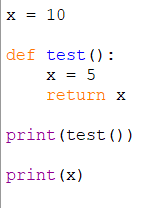 x = 10
def test():
    x = 5
    return x
print(test())
print(x)